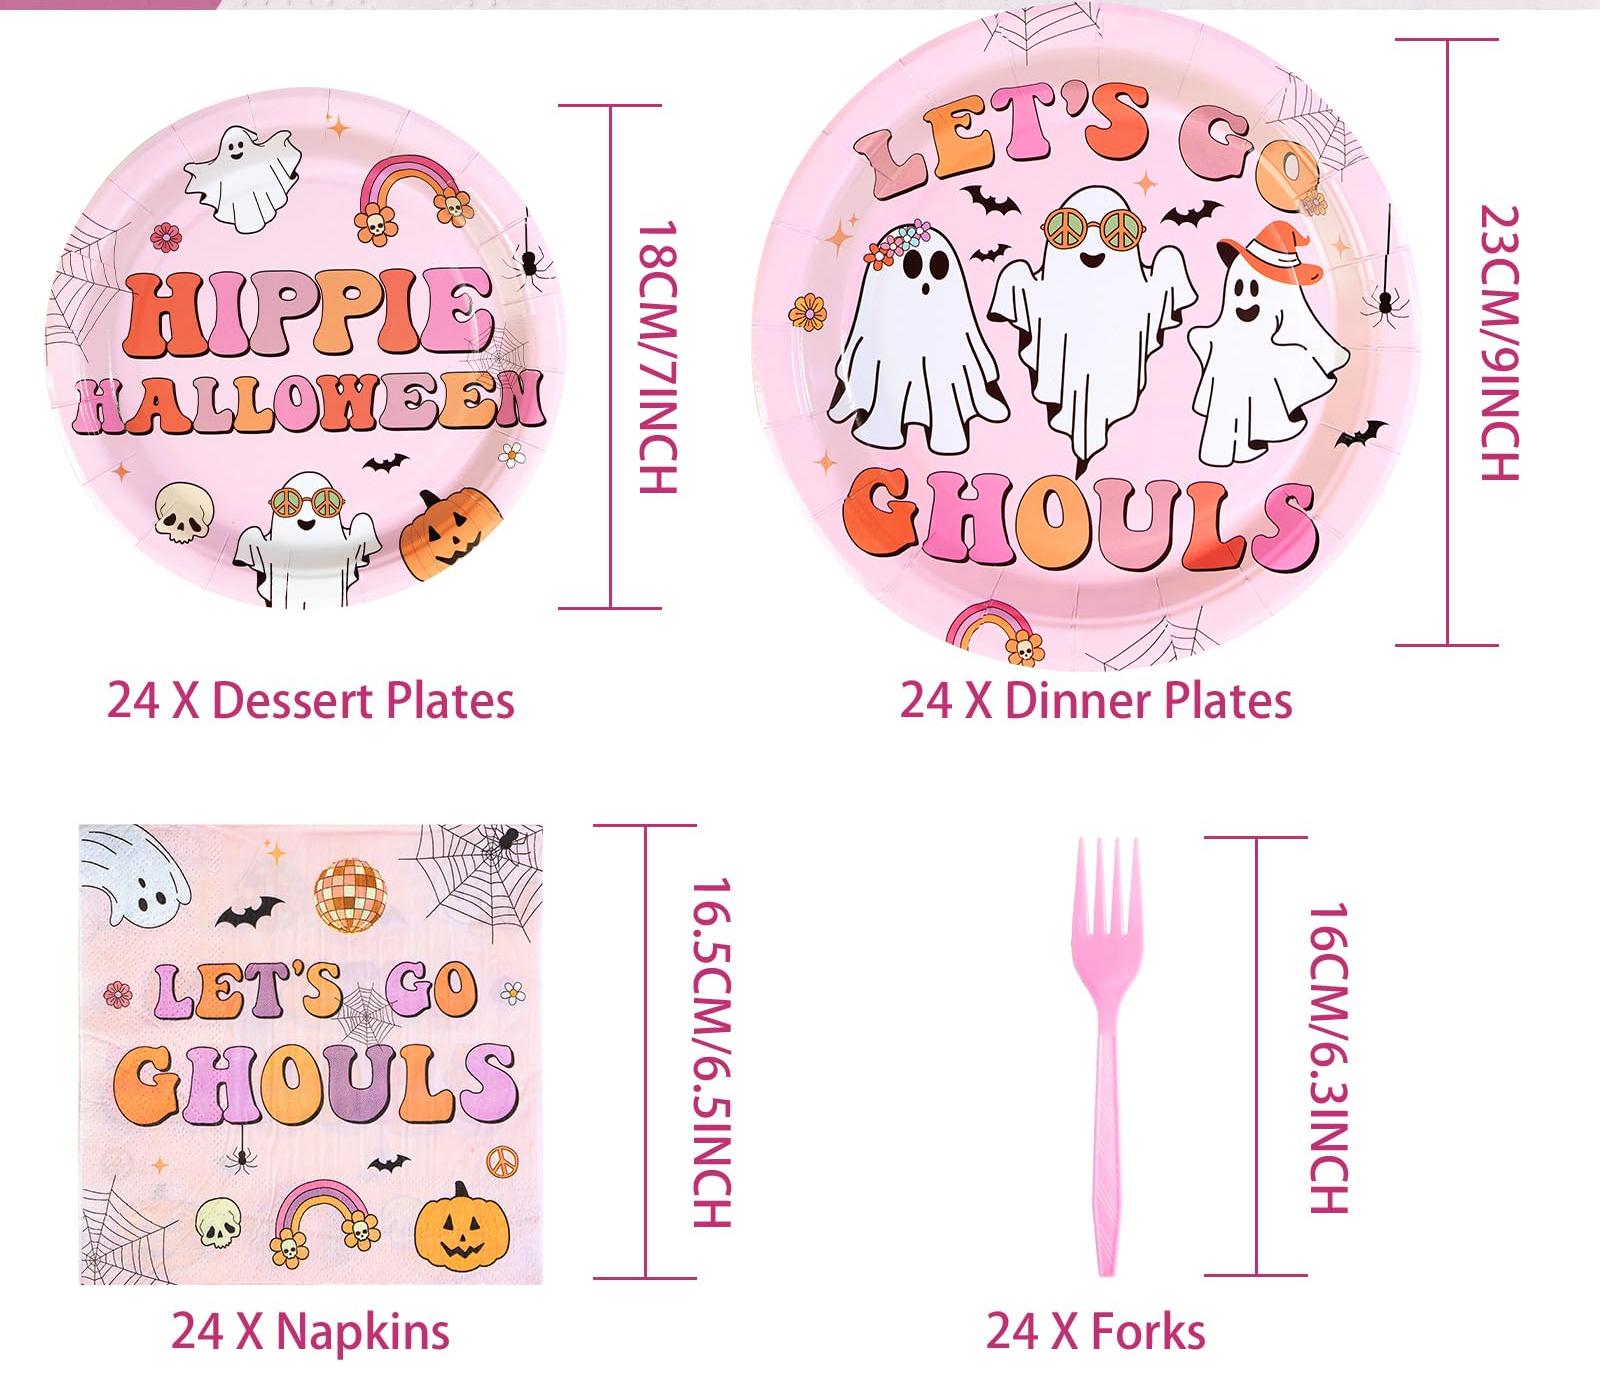 HIPPIE
HALLOWEEN
18CM/7INCH
24 X Dessert Plates
LET'S GO
GHOULS
23CM/9INCH
24 X Dinner Plates
LET'S GO
GHOULS
16.5CM/6.5INCH
24 X Napkins
16CM/6.3INCH
24 X Forks